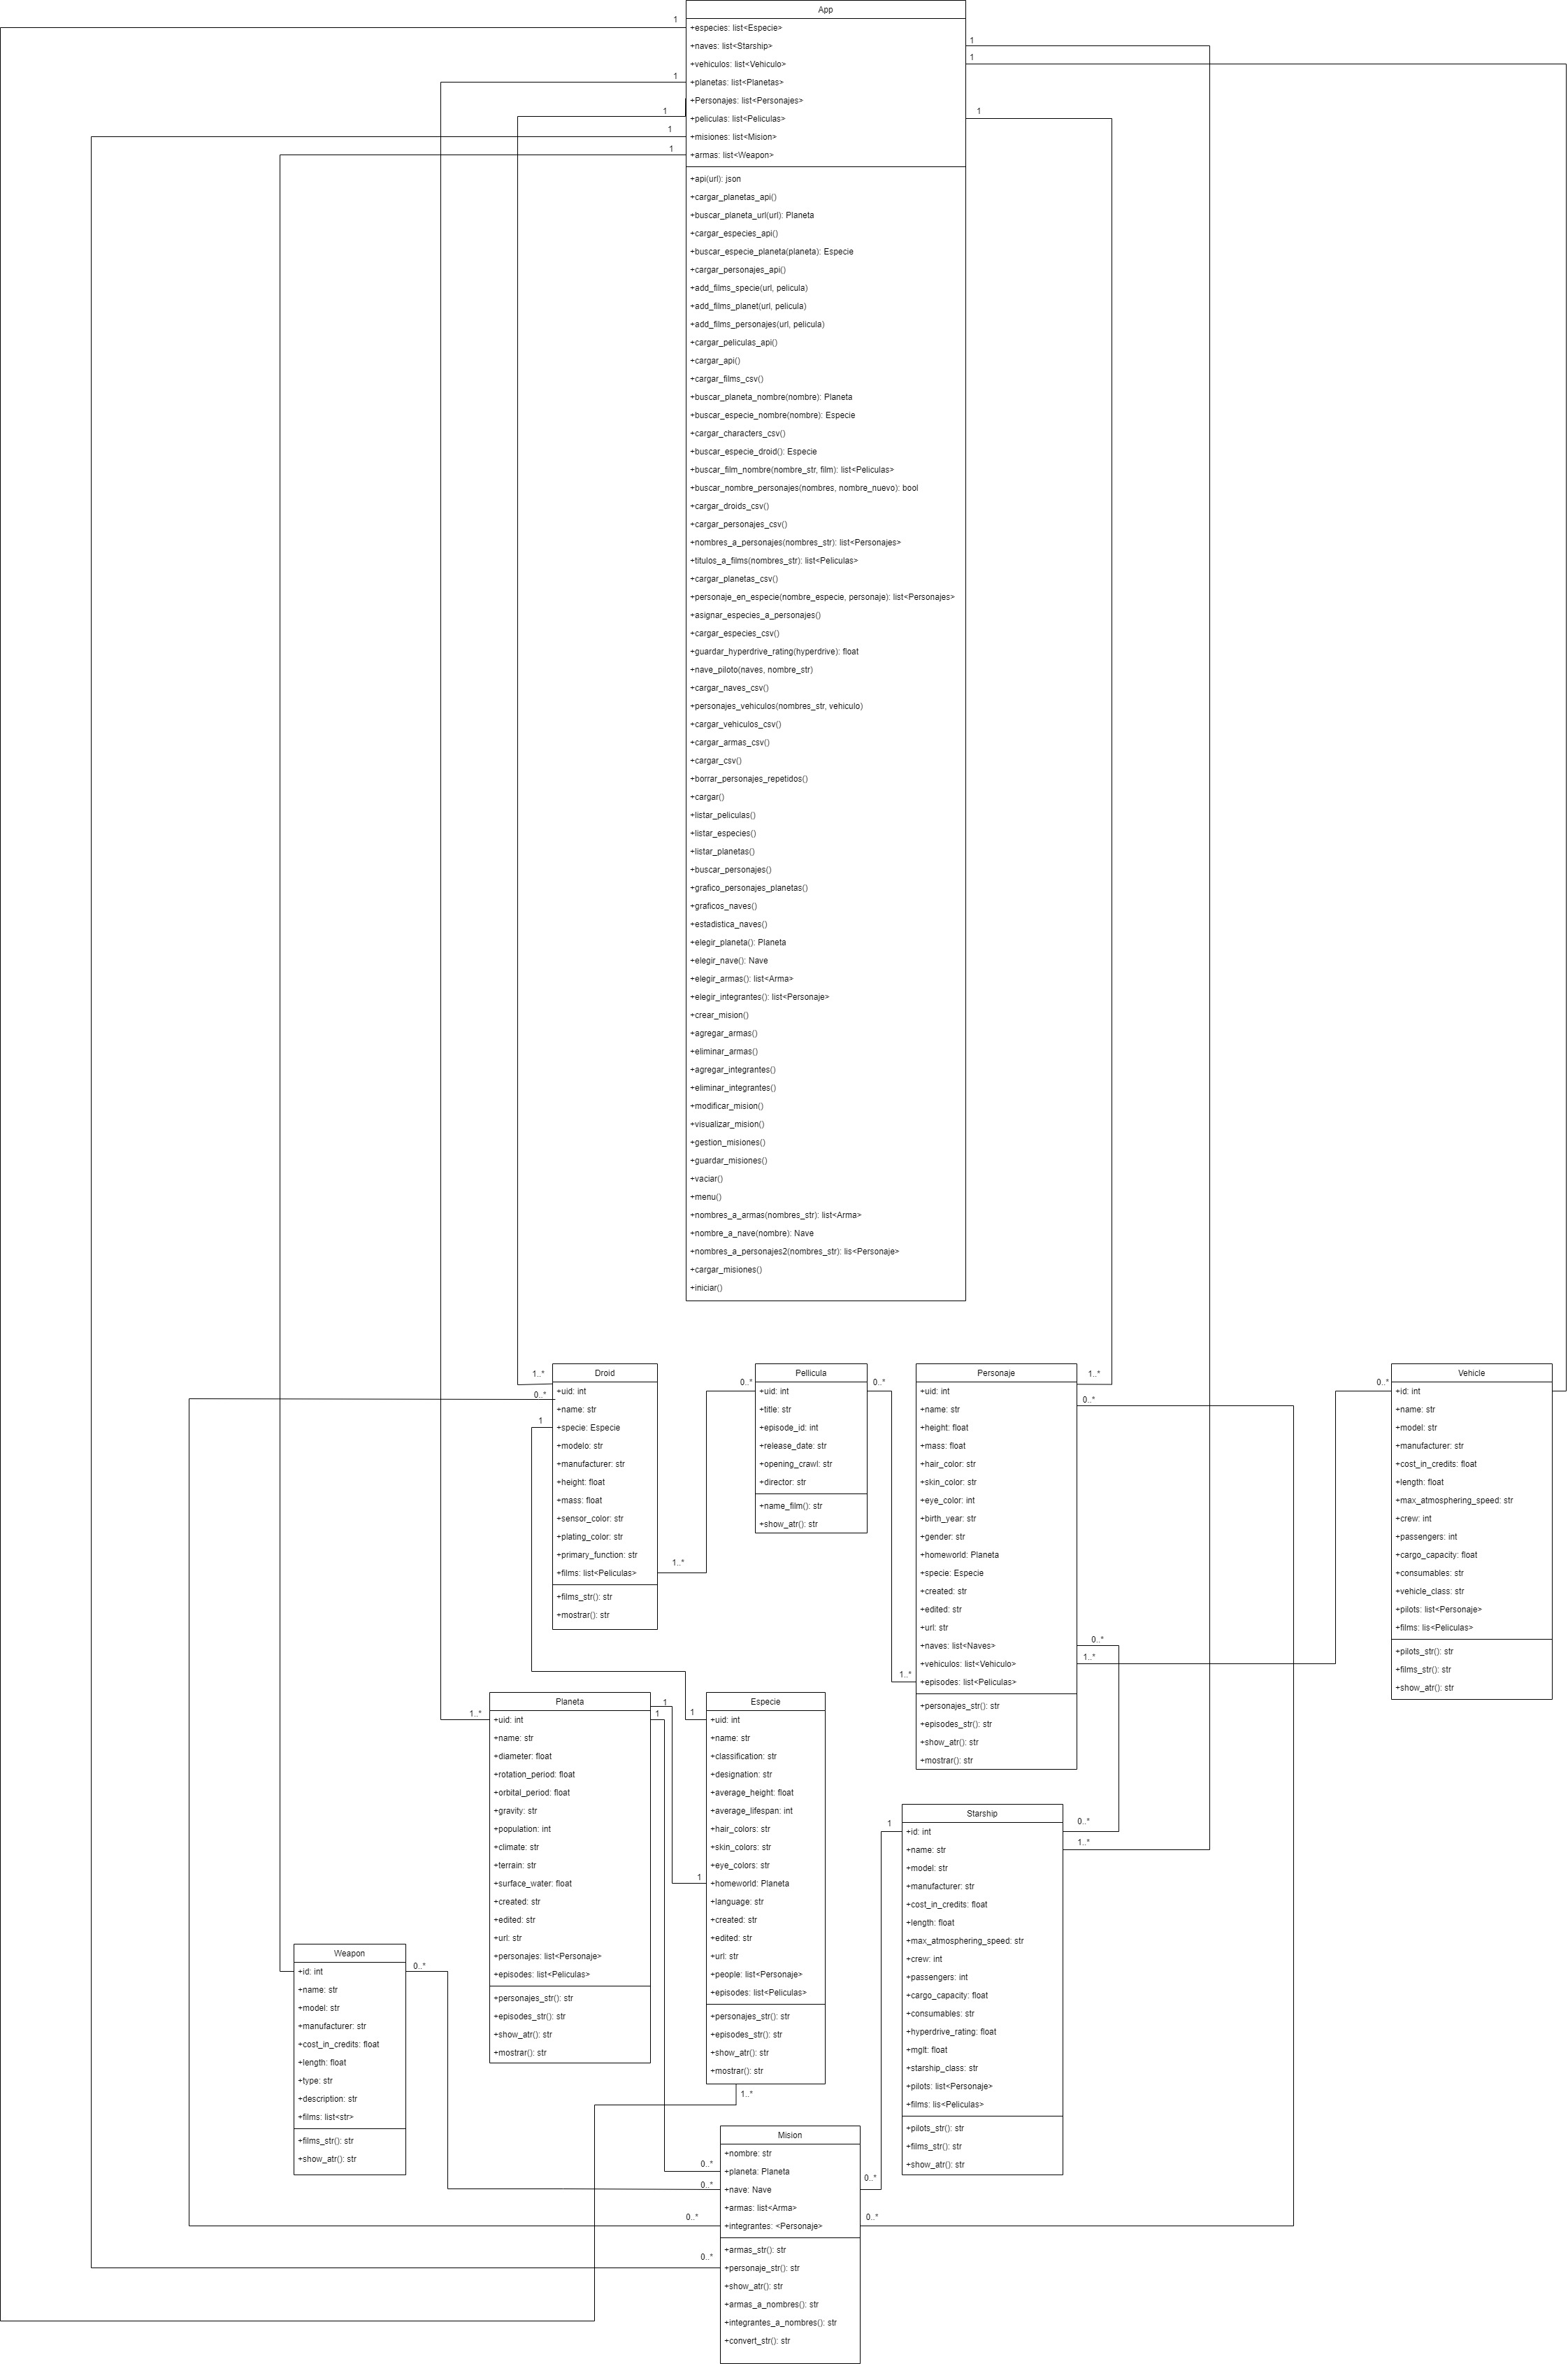 App
+especies: list<Especie>
+naves: list<Starship>
+vehiculos: list<Vehiculo>
+planetas: list<Planetas>
+Personajes: list<Personajes>
+peliculas: list<Peliculas>
+misiones: list<Mision>
+armas: list<Weapon>
+api(url): json
+cargar_planetas_api()
+buscar_planeta_url(url): Planeta
+cargar_especies_api()
+buscar_especie_planeta(planeta): Especie
+cargar_personajes_api()
+add_films_specie(url, pelicula)
+add_films_planet(url, pelicula)
+add_films_personajes(url, pelicula)
+cargar_peliculas_api()
+cargar_api()
+cargar_films_csv()
+buscar_planeta_nombre(nombre): Planeta
+buscar_especie_nombre(nombre): Especie
+cargar_characters_csv()
+buscar_especie_droid(): Especie
+buscar_film_nombre(nombre_str, film): list<Peliculas>
+buscar_nombre_personajes(nombres, nombre_nuevo): bool
+cargar_droids_csv()
+cargar_personajes_csv()
+nombres_a_personajes(nombres_str): list<Personajes>
+titulos_a_films(nombres_str): list<Peliculas>
+cargar_planetas_csv()
+personaje_en_especie(nombre_especie, personaje): list<Personajes>
+asignar_especies_a_personajes()
+cargar_especies_csv()
+guardar_hyperdrive_rating(hyperdrive): float
+nave_piloto(naves, nombre_str)
+cargar_naves_csv()
+personajes_vehiculos(nombres_str, vehiculo)
+cargar_vehiculos_csv()
+cargar_armas_csv()
+cargar_csv()
+borrar_personajes_repetidos()
+cargar()
+listar_peliculas()
+listar_especies()
+listar_planetas()
+buscar_personajes()
+grafico_personajes_planetas()
+graficos_naves()
+estadistica_naves()
+elegir_planeta(): Planeta
+elegir_nave(): Nave
+elegir_armas(): list<Arma>
+elegir_integrantes(): list<Personaje>
+crear_mision()
+agregar_armas()
+eliminar_armas()
+agregar_integrantes()
+eliminar_integrantes()
+modificar_mision()
+visualizar_mision()
+gestion_misiones()
+guardar_misiones()
+vaciar()
+menu()
+nombres_a_armas(nombres_str): list<Arma>
+nombre_a_nave(nombre): Nave
+nombres_a_personajes2(nombres_str): lis<Personaje>
+cargar_misiones()
+iniciar()
1
1
1
1
1
1
1
1
1..*
0..*
1
Droid
+uid: int
+name: str
+specie: Especie
+modelo: str
+manufacturer: str
+height: float
+mass: float
+sensor_color: str
+plating_color: str
+primary_function: str
+films: list<Peliculas>
+films_str(): str
+mostrar(): str
1..*
0..*
Pellicula
+uid: int
+title: str
+episode_id: int
+release_date: str
+opening_crawl: str
+director: str
+name_film(): str
+show_atr(): str
0..*
1..*
Personaje
+uid: int
+name: str
+height: float
+mass: float
+hair_color: str
+skin_color: str
+eye_color: int
+birth_year: str
+gender: str
+homeworld: Planeta
+specie: Especie
+created: str
+edited: str
+url: str
+naves: list<Naves>
+vehiculos: list<Vehiculo>
+episodes: list<Peliculas>
+personajes_str(): str
+episodes_str(): str
+show_atr(): str
+mostrar(): str
1..*
0..*
0..*
1..*
0..*
Vehicle
+id: int
+name: str
+model: str
+manufacturer: str
+cost_in_credits: float
+length: float
+max_atmosphering_speed: str
+crew: int
+passengers: int
+cargo_capacity: float
+consumables: str
+vehicle_class: str
+pilots: list<Personaje>
+films: lis<Peliculas>
+pilots_str(): str
+films_str(): str
+show_atr(): str
1..*
Planeta
+uid: int
+name: str
+diameter: float
+rotation_period: float
+orbital_period: float
+gravity: str
+population: int
+climate: str
+terrain: str
+surface_water: float
+created: str
+edited: str
+url: str
+personajes: list<Personaje>
+episodes: list<Peliculas>
+personajes_str(): str
+episodes_str(): str
+show_atr(): str
+mostrar(): str
1
1
1
1
Especie
+uid: int
+name: str
+classification: str
+designation: str
+average_height: float
+average_lifespan: int
+hair_colors: str
+skin_colors: str
+eye_colors: str
+homeworld: Planeta
+language: str
+created: str
+edited: str
+url: str
+people: list<Personaje>
+episodes: list<Peliculas>
+personajes_str(): str
+episodes_str(): str
+show_atr(): str
+mostrar(): str
1..*
1
Starship
+id: int
+name: str
+model: str
+manufacturer: str
+cost_in_credits: float
+length: float
+max_atmosphering_speed: str
+crew: int
+passengers: int
+cargo_capacity: float
+consumables: str
+hyperdrive_rating: float
+mglt: float
+starship_class: str
+pilots: list<Personaje>
+films: lis<Peliculas>
+pilots_str(): str
+films_str(): str
+show_atr(): str
0..*
1..*
Weapon
+id: int
+name: str
+model: str
+manufacturer: str
+cost_in_credits: float
+length: float
+type: str
+description: str
+films: list<str>
+films_str(): str
+show_atr(): str
0..*
Mision
+nombre: str
+planeta: Planeta
+nave: Nave
+armas: list<Arma>
+integrantes: <Personaje>
+armas_str(): str
+personaje_str(): str
+show_atr(): str
+armas_a_nombres(): str
+integrantes_a_nombres(): str
+convert_str(): str
0..*
0..*
0..*
0..*
0..*
0..*